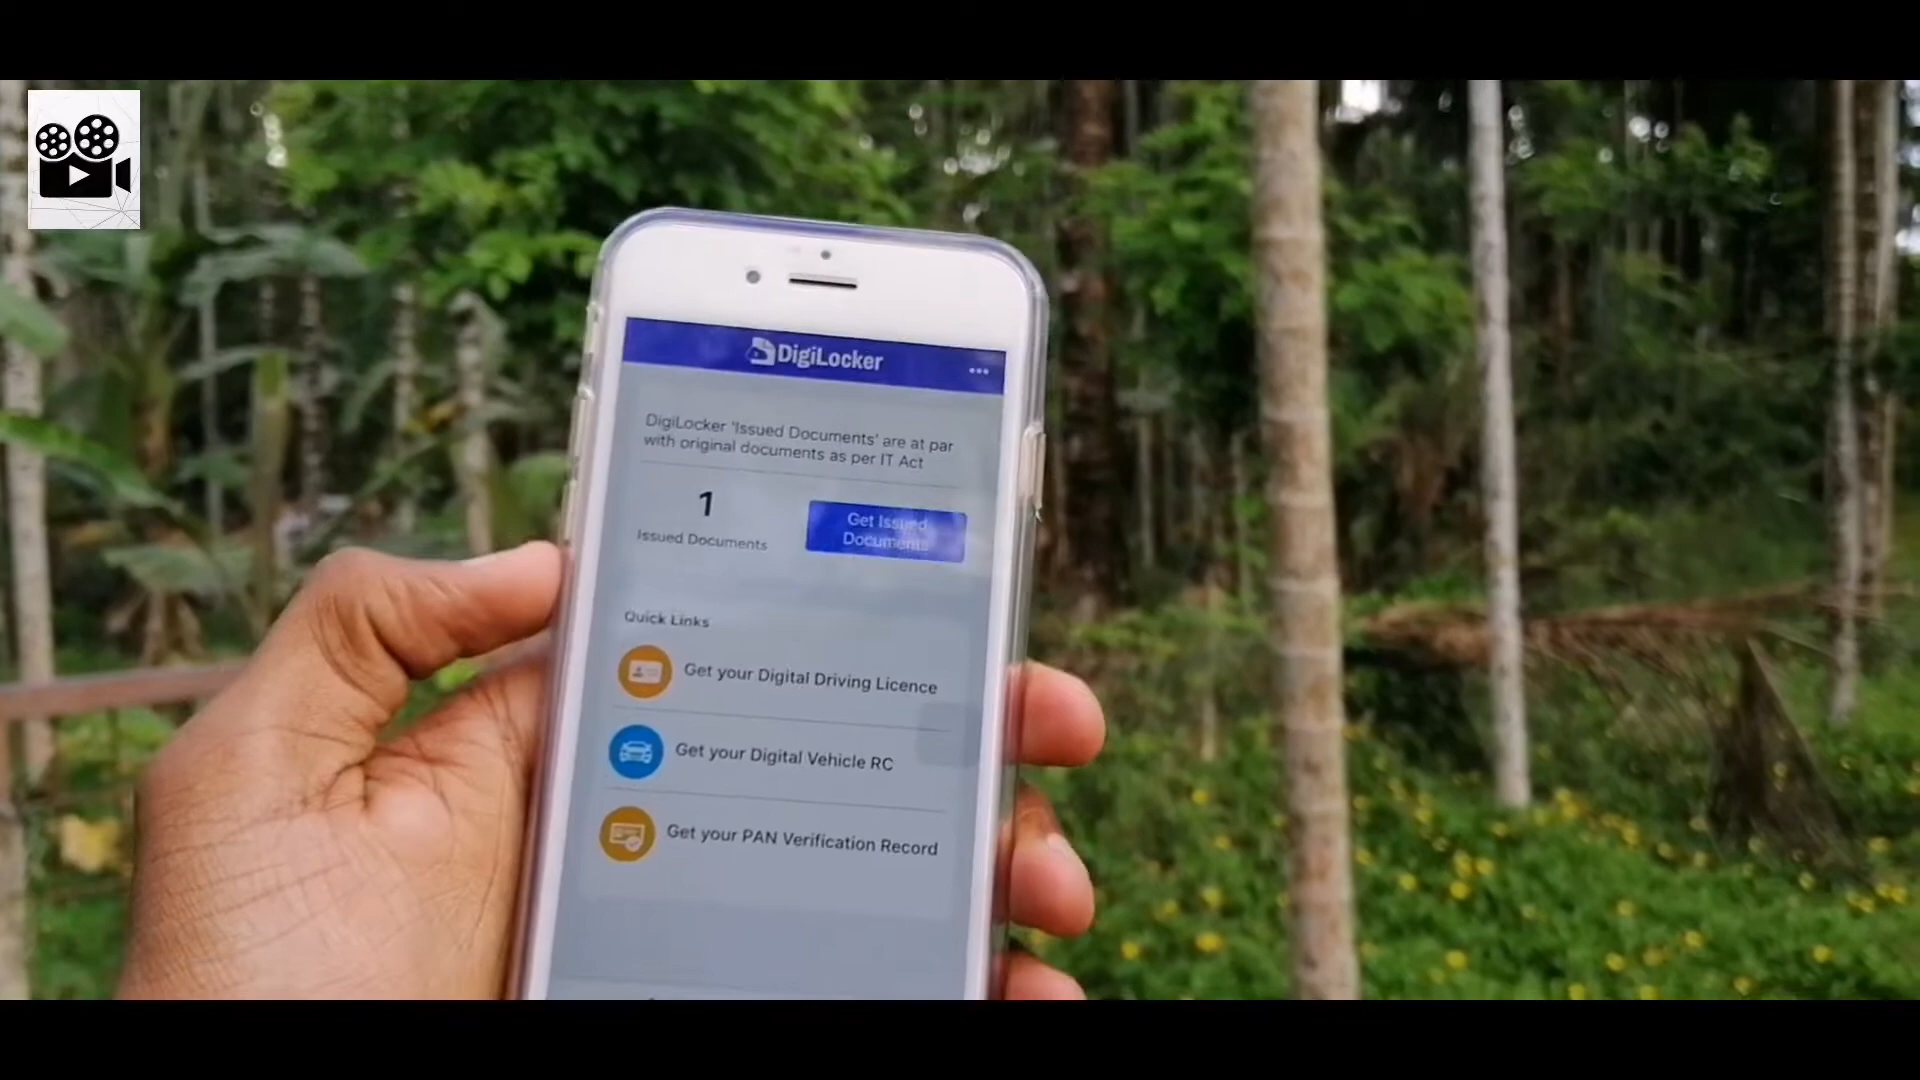 DigiLocker
DigiLocker 'Issued Documents' are at par
with original documents as per IT Act
1
Issued Documents
Get Issued
Documents
Quick Links
Get your Digital Driving Licence
Get your Digital Vehicle RC
Get your PAN Verification Record